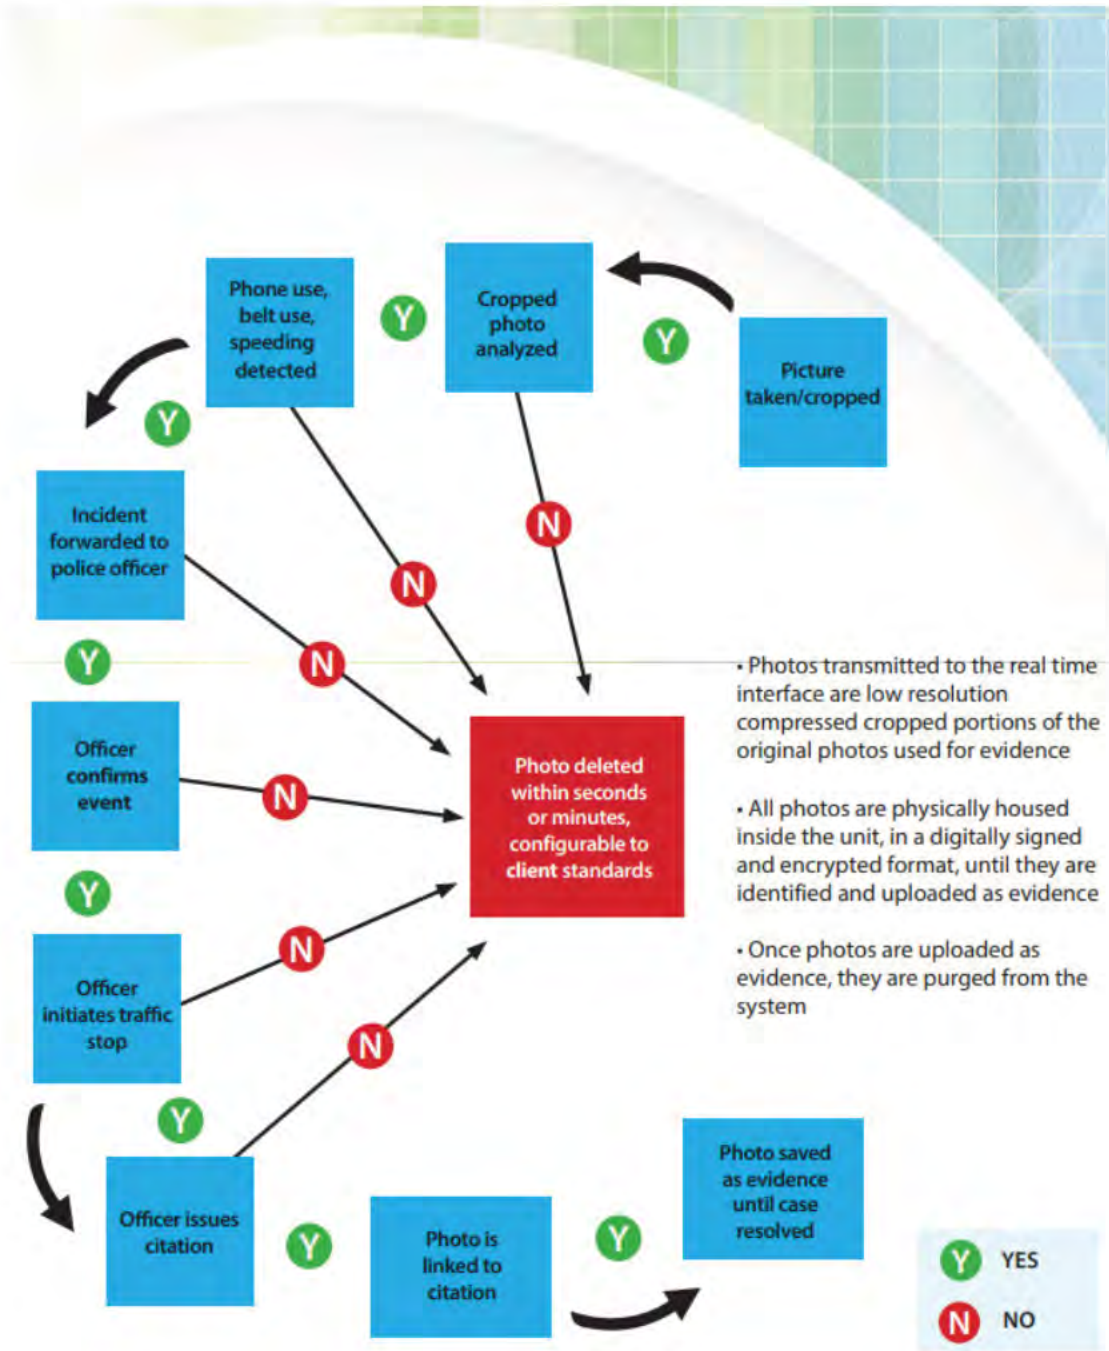 Phone use,
belt use,
speeding
detected
Y
Cropped
photo
analyzed
Y
Picture
taken/cropped
Y
Incident
forwarded to
police officer
N
N
N
Y
Officer
confirms
event
N
Y
Officer
initiates traffic
stop
N
N
Photo deleted
within seconds
or minutes,
configurable to
client standards
• Photos transmitted to the real time
interface are low resolution
compressed cropped portions of the
original photos used for evidence
• All photos are physically housed
inside the unit, in a digitally signed
and encrypted format, until they are
identified and uploaded as evidence
• Once photos are uploaded as
evidence, they are purged from the
system
Y
Officer issues
citation
Y
Photo is
linked to
citation
Y
Photo saved
as evidence
until case
resolved
Y YES
N NO